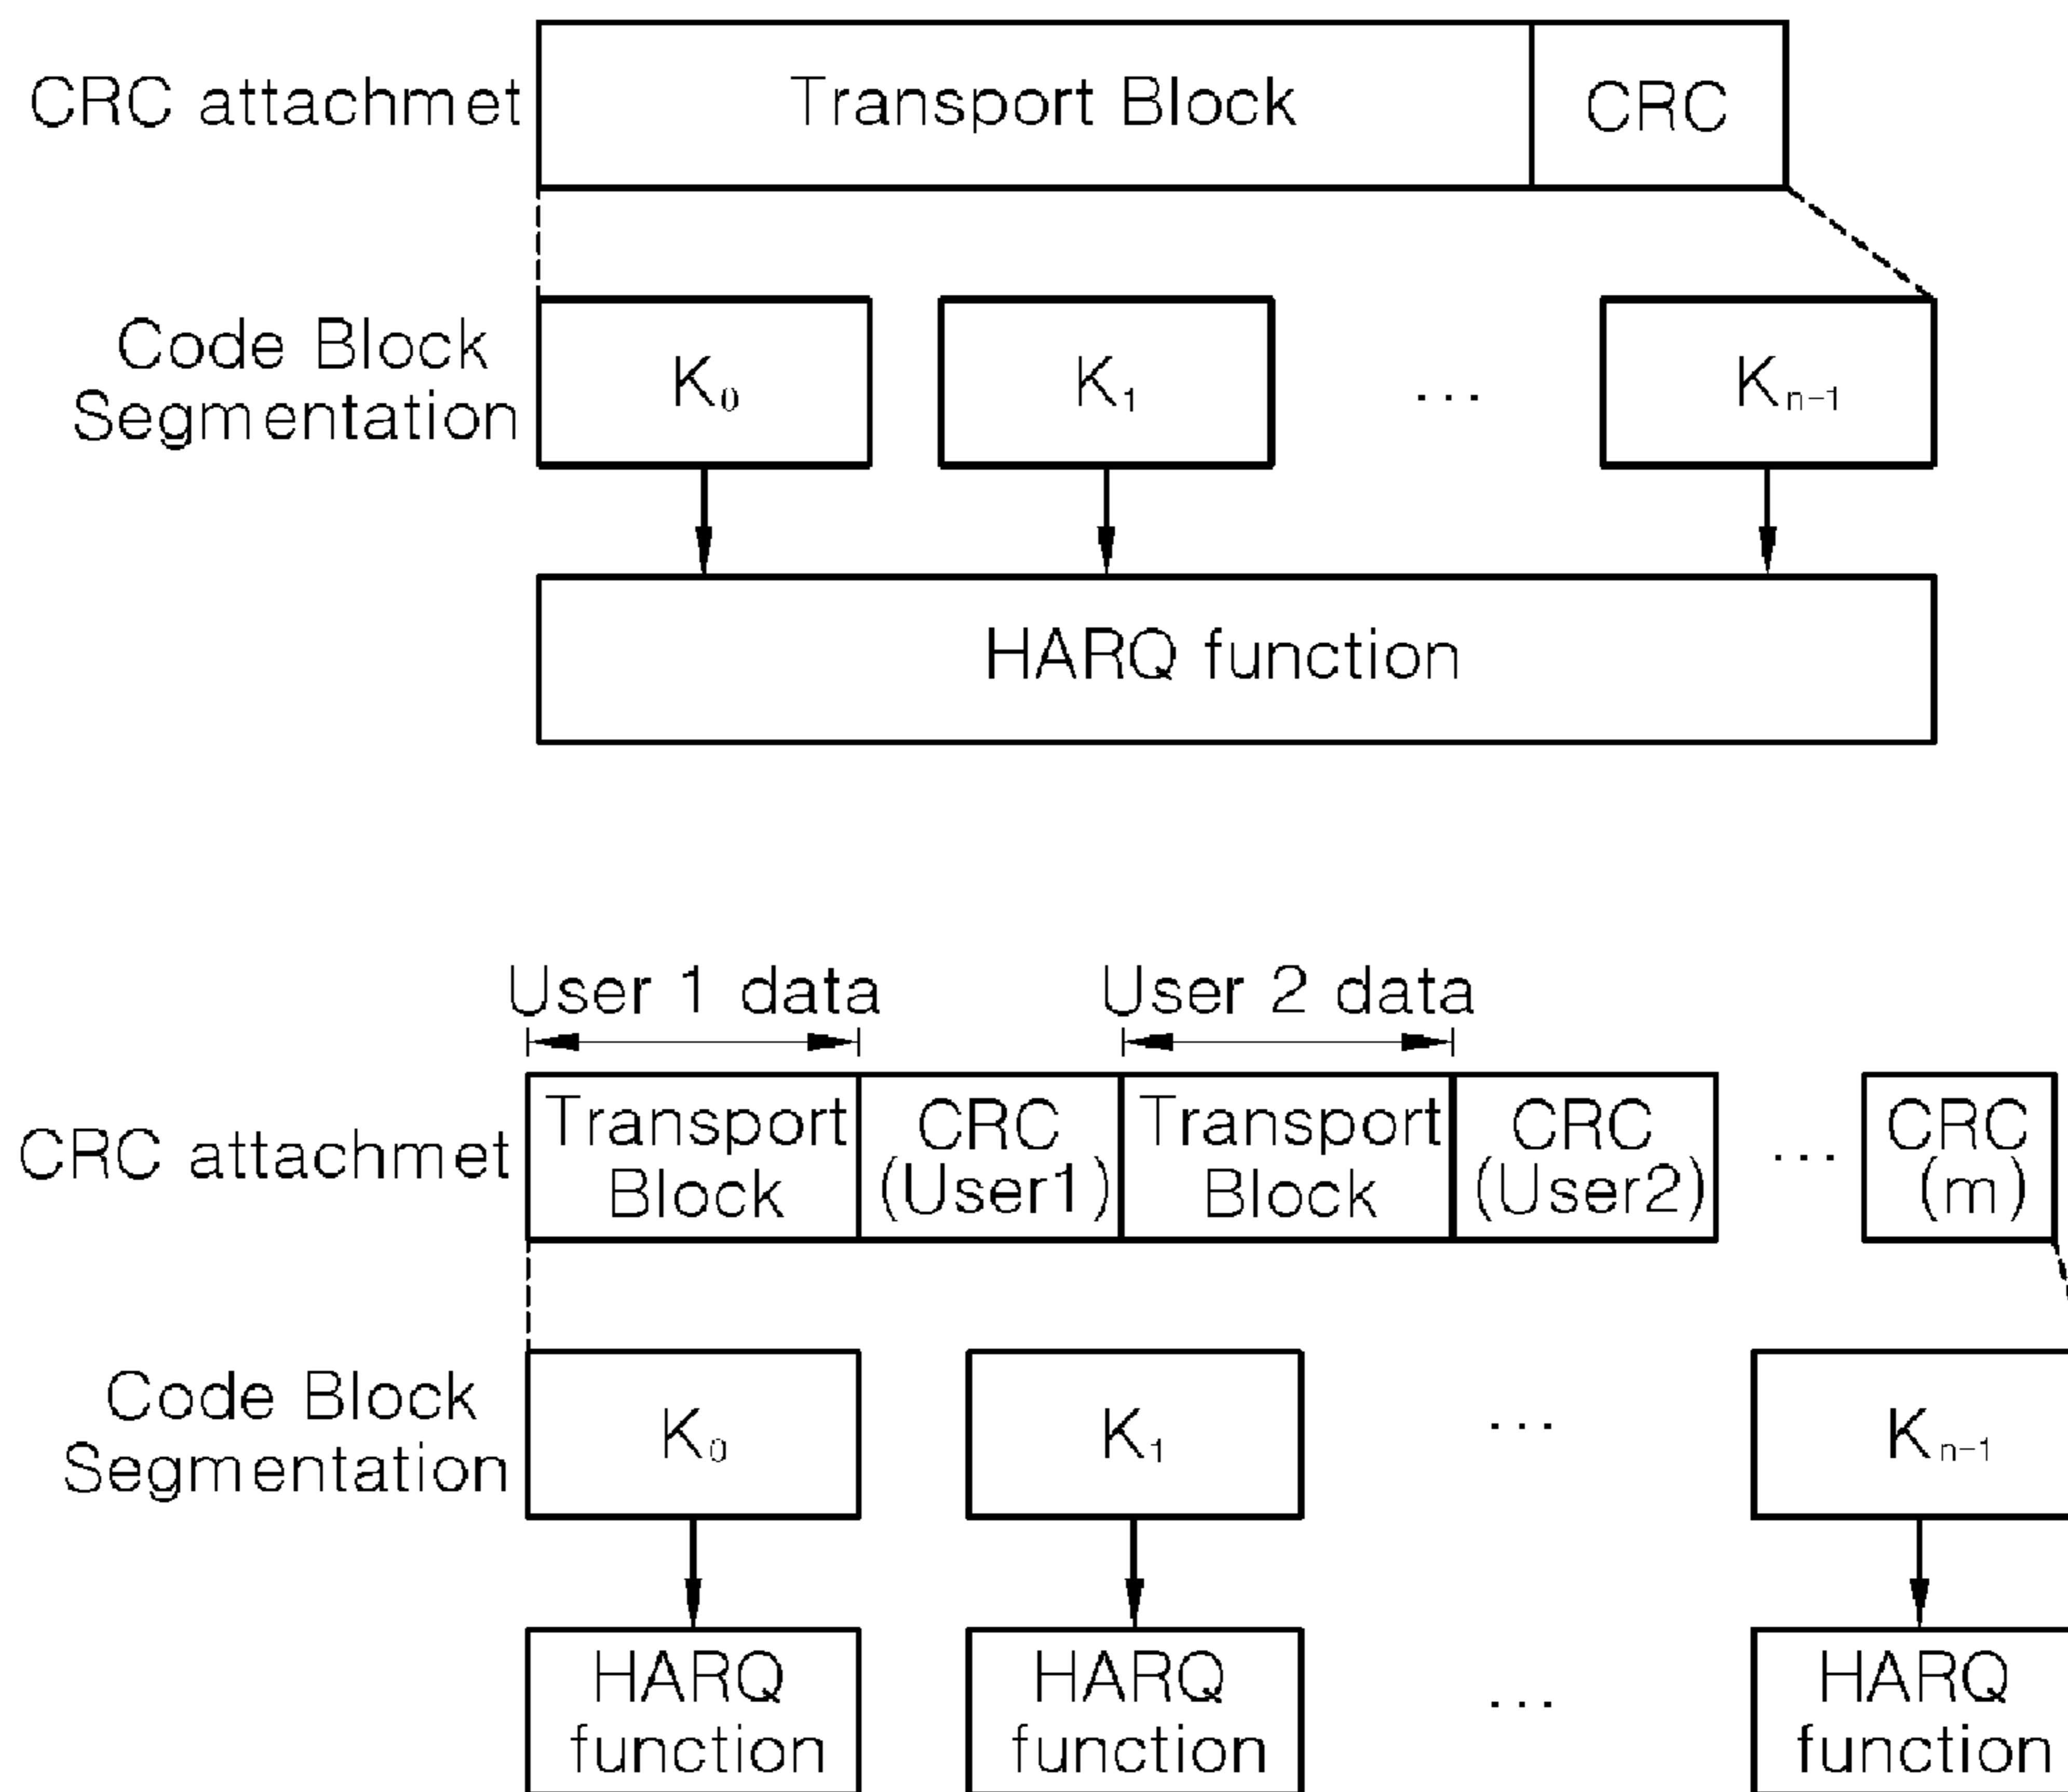 CRC attachmet Transport Block CRC
Code Block
Segmentation
K₀ K₁ ... Kₙ₋₁
HARQ function
User 1 data User 2 data
CRC attachmet
Transport
Block
CRC
(User1)
Transport
Block
CRC
(User2)
...
CRC
(m)
Code Block
Segmentation
K₀ K₁ ... Kₙ₋₁
HARQ
function
HARQ
function
...
HARQ
function